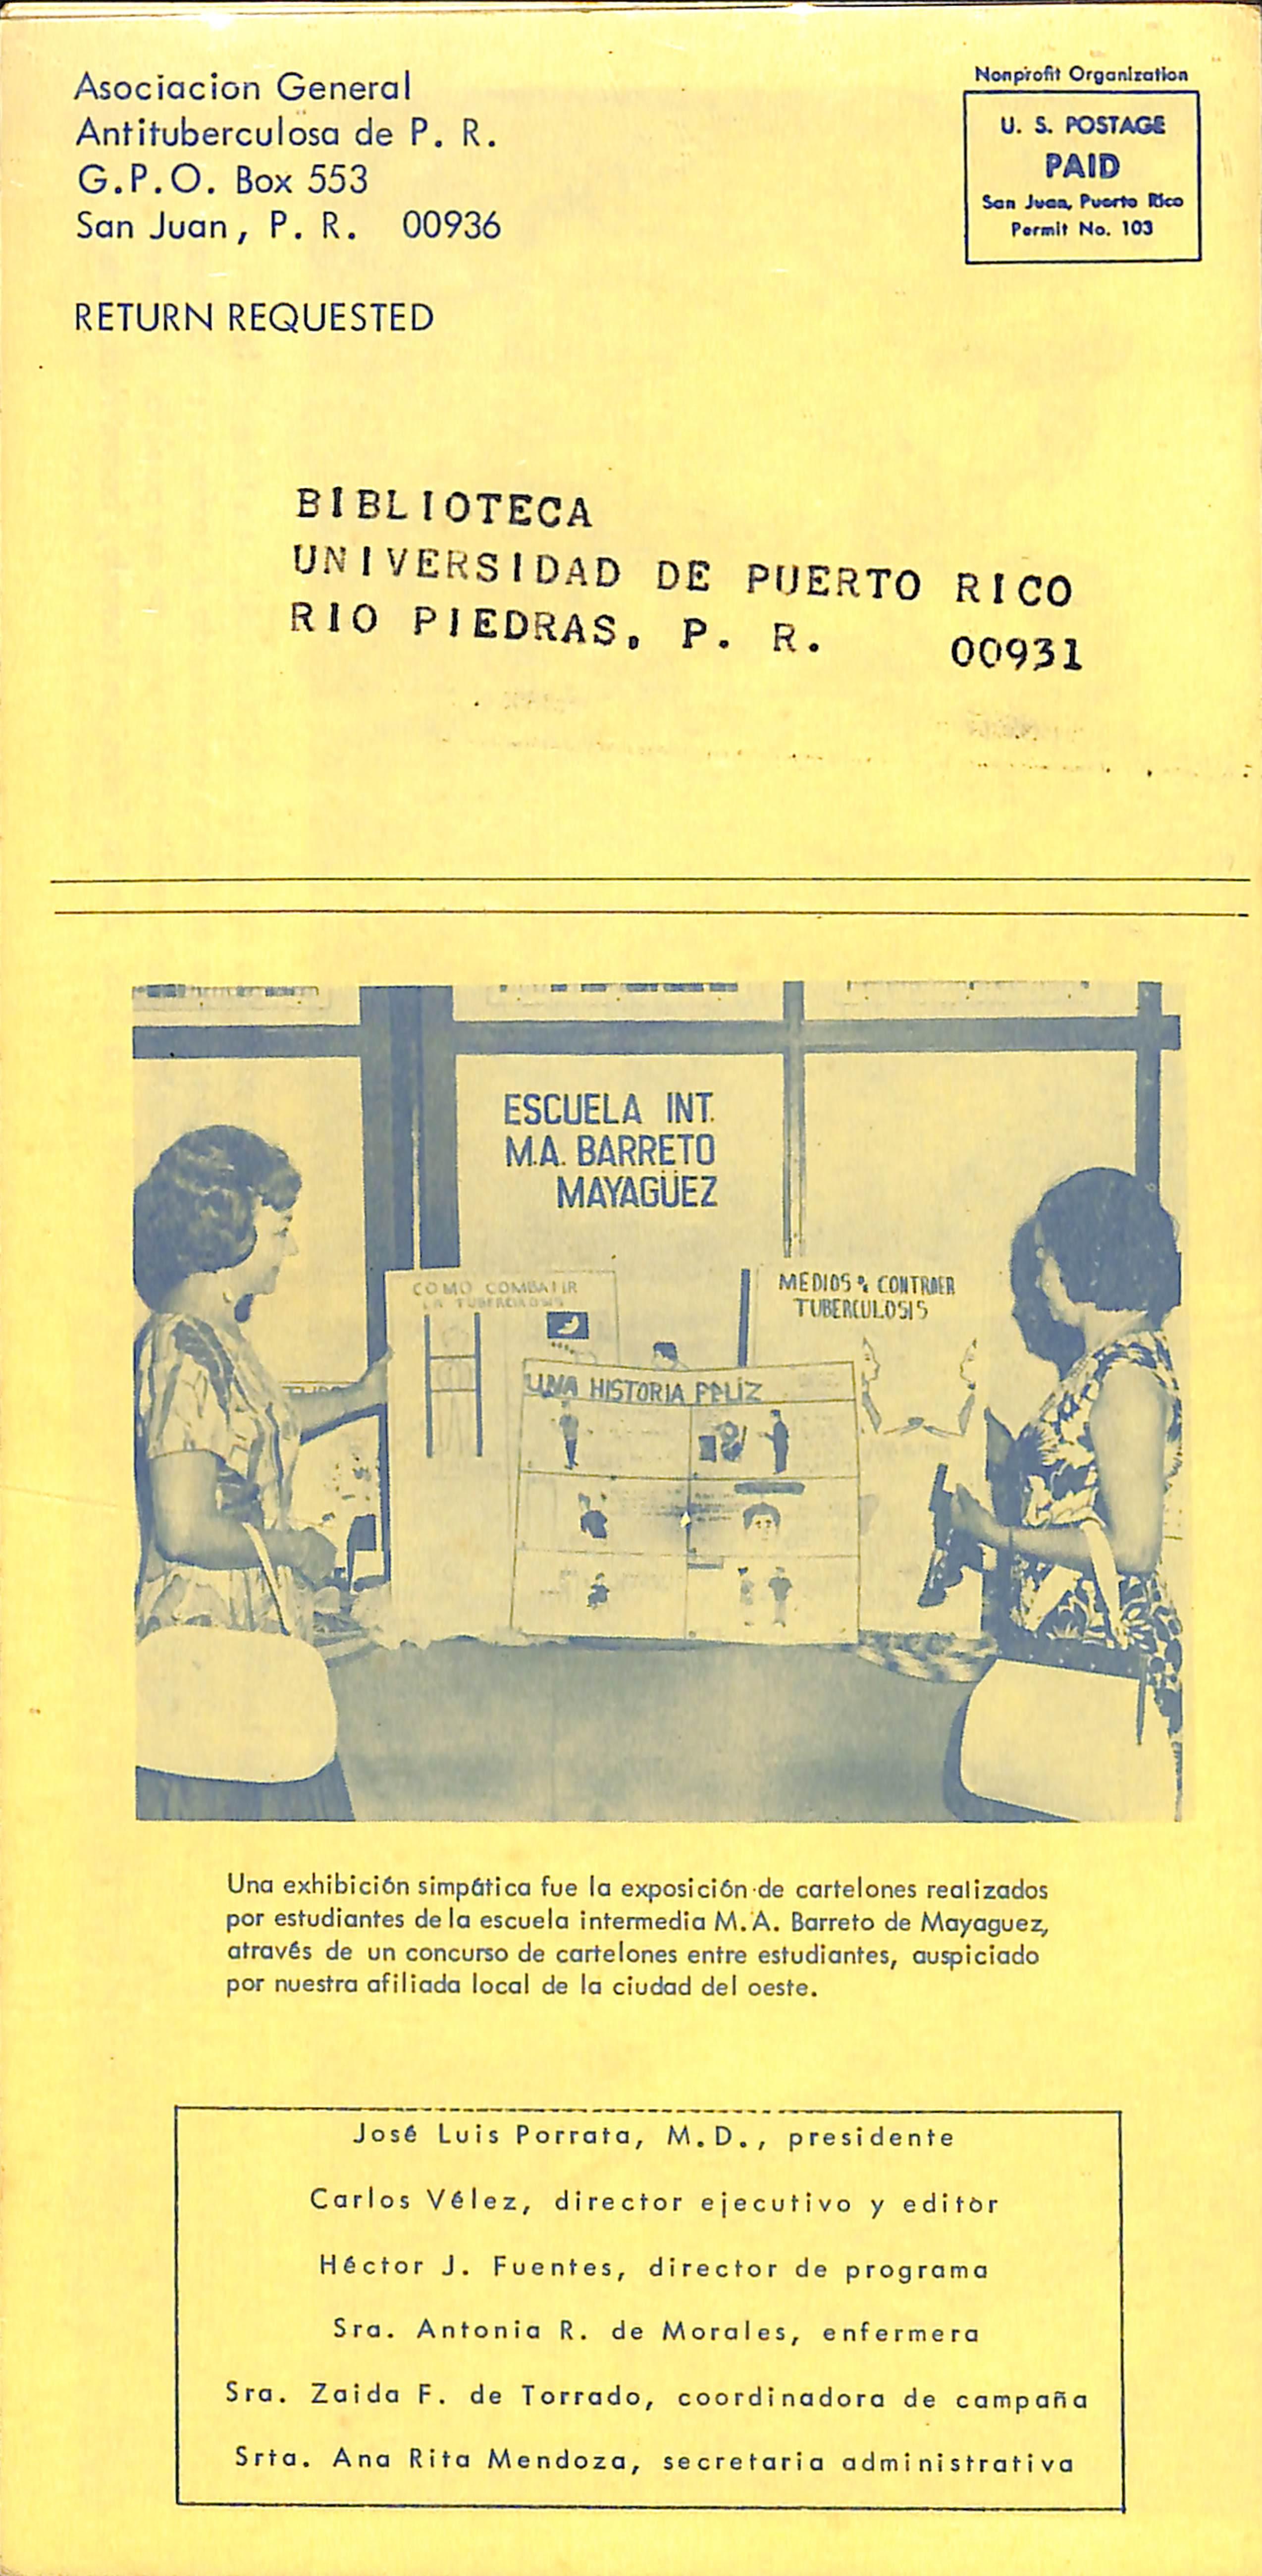 Asociacion General
Antituberculosa de P. R.
G.P.O. Box 553
San Juan, P. R. 00936
RETURN REQUESTED
Nonprofit Organization
U. S. POSTAGE
PAID
San Juan, Puerto Rico
Permit No. 103
BIBLIOTECA
UNIVERSIDAD DE PUERTO RICO
RIO PIEDRAS, P. R. 00931
ESCUELA INT.
M.A. BARRETO
MAYAGÜEZ
COMO COMBATIR
LA TUBERCULOSIS
MEDIOS DE CONTRAER
TUBERCULOSIS
UNA HISTORIA FELIZ
Una exhibición simpática fue la exposición de cartelones realizados
por estudiantes de la escuela intermedia M.A. Barreto de Mayaguez,
através de un concurso de cartelones entre estudiantes, auspiciado
por nuestra afiliada local de la ciudad del oeste.
José Luis Porrata, M.D., presidente
Carlos Vélez, director ejecutivo y editor
Héctor J. Fuentes, director de programa
Sra. Antonia R. de Morales, enfermera
Sra. Zaida F. de Torrado, coordinadora de campaña
Srta. Ana Rita Mendoza, secretaria administrativa